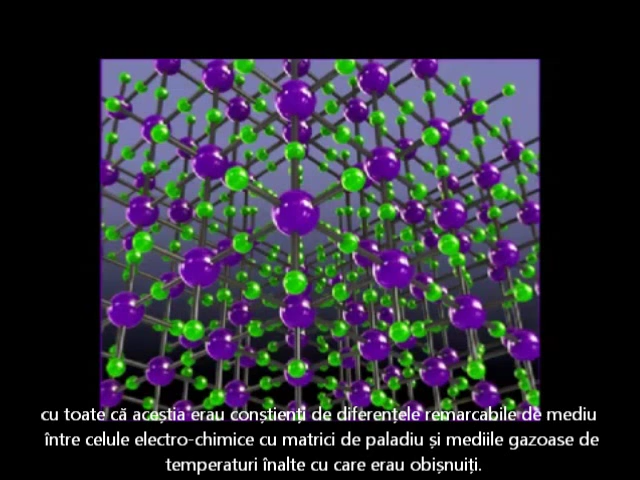 cu toate că aceștia erau conștienți de diferențele remarcabile de mediu
între celule electro-chimice cu matrici de paladiu și mediile gazoase de
temperaturi înalte cu care erau obișnuiți.